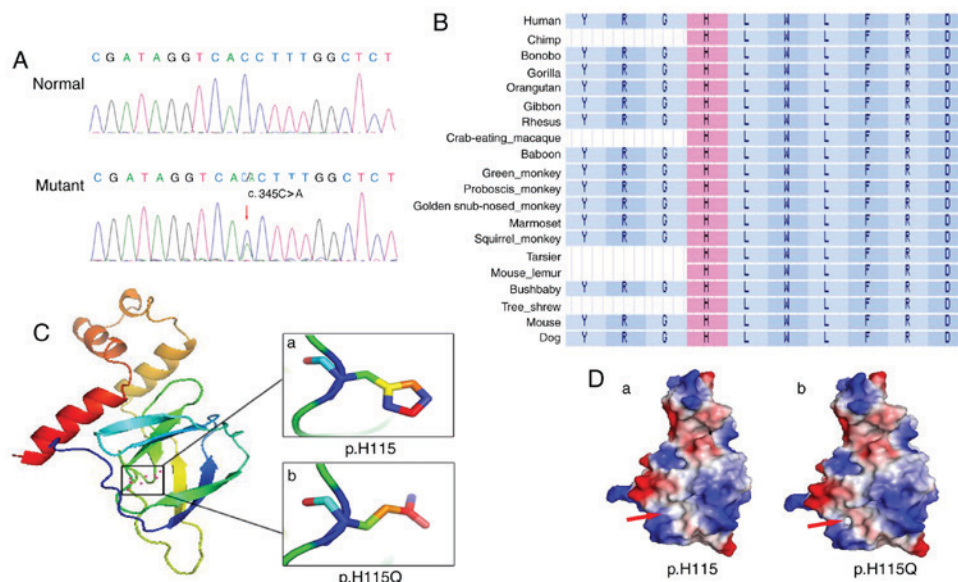 A
C G A T A G G T C A C C T T T G G C T C T
Normal
C G A T A G G T C A C A C T T T G G C T C T
Mutant
c.345C>A
B
Human Y R G H L W L F R D
Chimp H L W L F R D
Bonobo Y R G H L W L F R D
Gorilla Y R G H L W L F R D
Orangutan Y R G H L W L F R D
Gibbon Y R G H L W L F R D
Rhesus Y R G H L W L F R D
Crab-eating_macaque H L W L F R D
Baboon Y R G H L W L F R D
Green_monkey Y R G H L W L F R D
Proboscis_monkey Y R G H L W L F R D
Golden snub-nosed_monkey Y R G H L W L F R D
Marmoset Y R G H L W L F R D
Squirrel_monkey Y R G H L W L F R D
Tarsier H L W L F R D
Mouse_lemur H L W L F R D
Bushbaby Y R G H L W L F R D
Tree_shrew H L W L F R D
Mouse Y R G H L W L F R D
Dog Y R G H L W L F R D
C
a
p.H115
b
p.H115Q
D
a
p.H115
b
p.H115Q